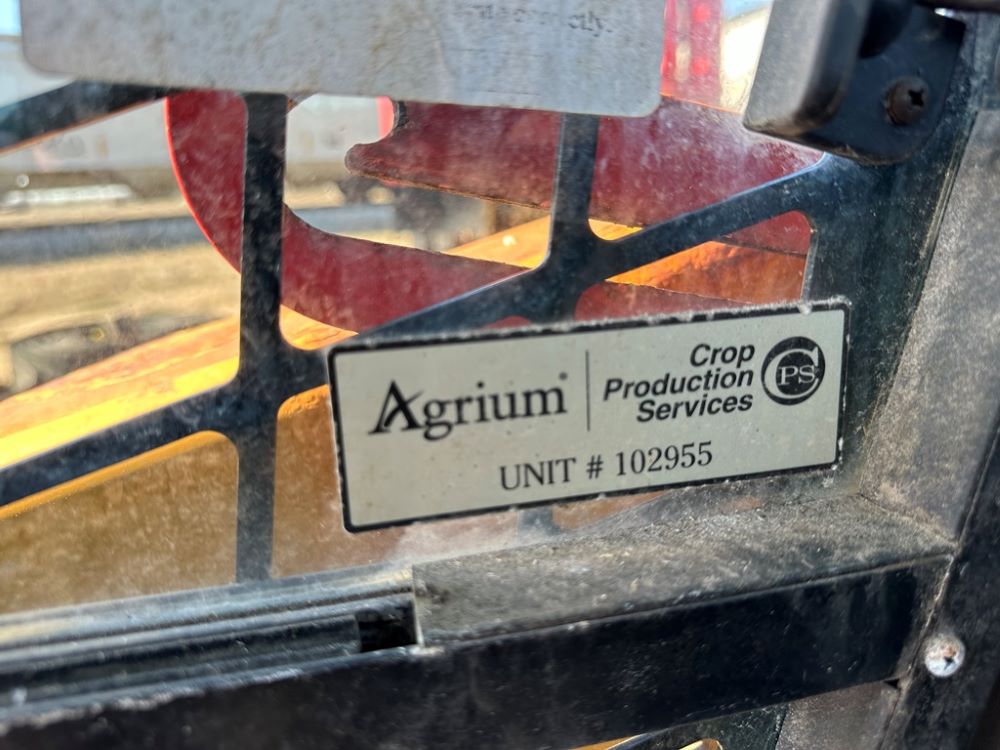 Agrium
Crop
Production
Services
CPS
UNIT # 102955